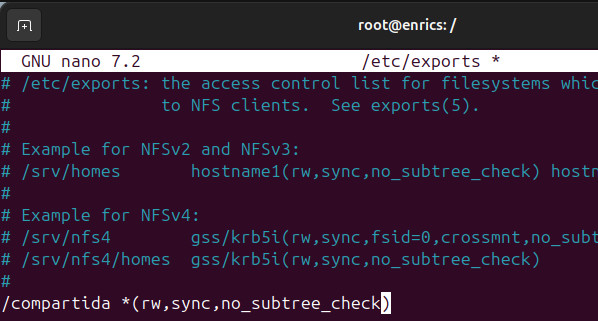 root@enrics: /
GNU nano 7.2 /etc/exports *
# /etc/exports: the access control list for filesystems
# to NFS clients. See exports(5).
#
# Example for NFSv2 and NFSv3:
# /srv/homes hostname1(rw,sync,no_subtree_check)
#
# Example for NFSv4:
# /srv/nfs4 gss/krb5i(rw,sync,fsid=0,crossmnt,no_subt
# /srv/nfs4/homes gss/krb5i(rw,sync,no_subtree_check)
#
/compartida *(rw,sync,no_subtree_check)